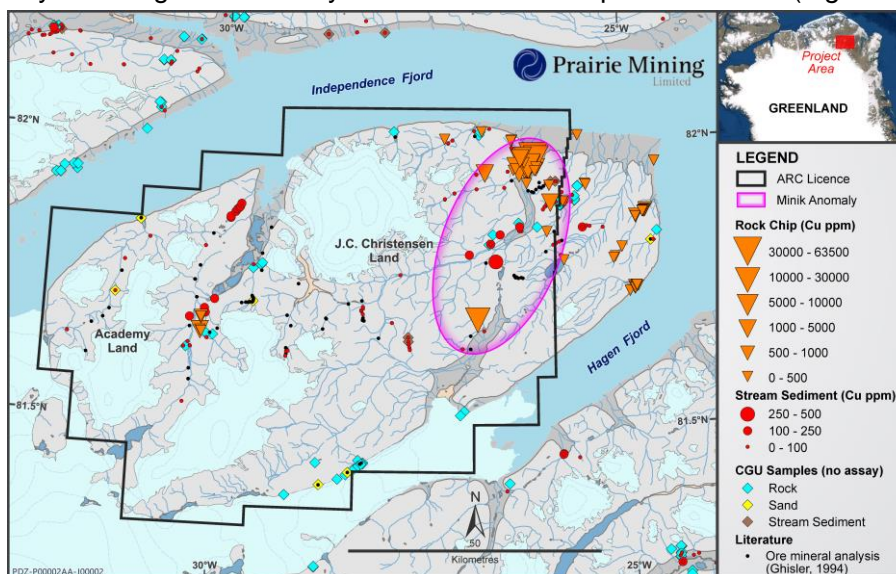 30°W
25°W
Independence Fjord
Prairie Mining
Limited
Project
Area
GREENLAND
82°N
82°N
J.C. Christensen
Land
Academy
Land
Hagen Fjord
81.5°N
81.5°N
N
50
Kilometres
30°W
25°W
PDZ-P00002AA-I00002
LEGEND
ARC Licence
Minik Anomaly
Rock Chip (Cu ppm)
30000 - 63500
10000 - 30000
5000 - 10000
1000 - 5000
500 - 1000
0 - 500
Stream Sediment (Cu ppm)
250 - 500
100 - 250
0 - 100
CGU Samples (no assay)
Rock
Sand
Stream Sediment
Literature
Ore mineral analysis
(Ghisler, 1994)